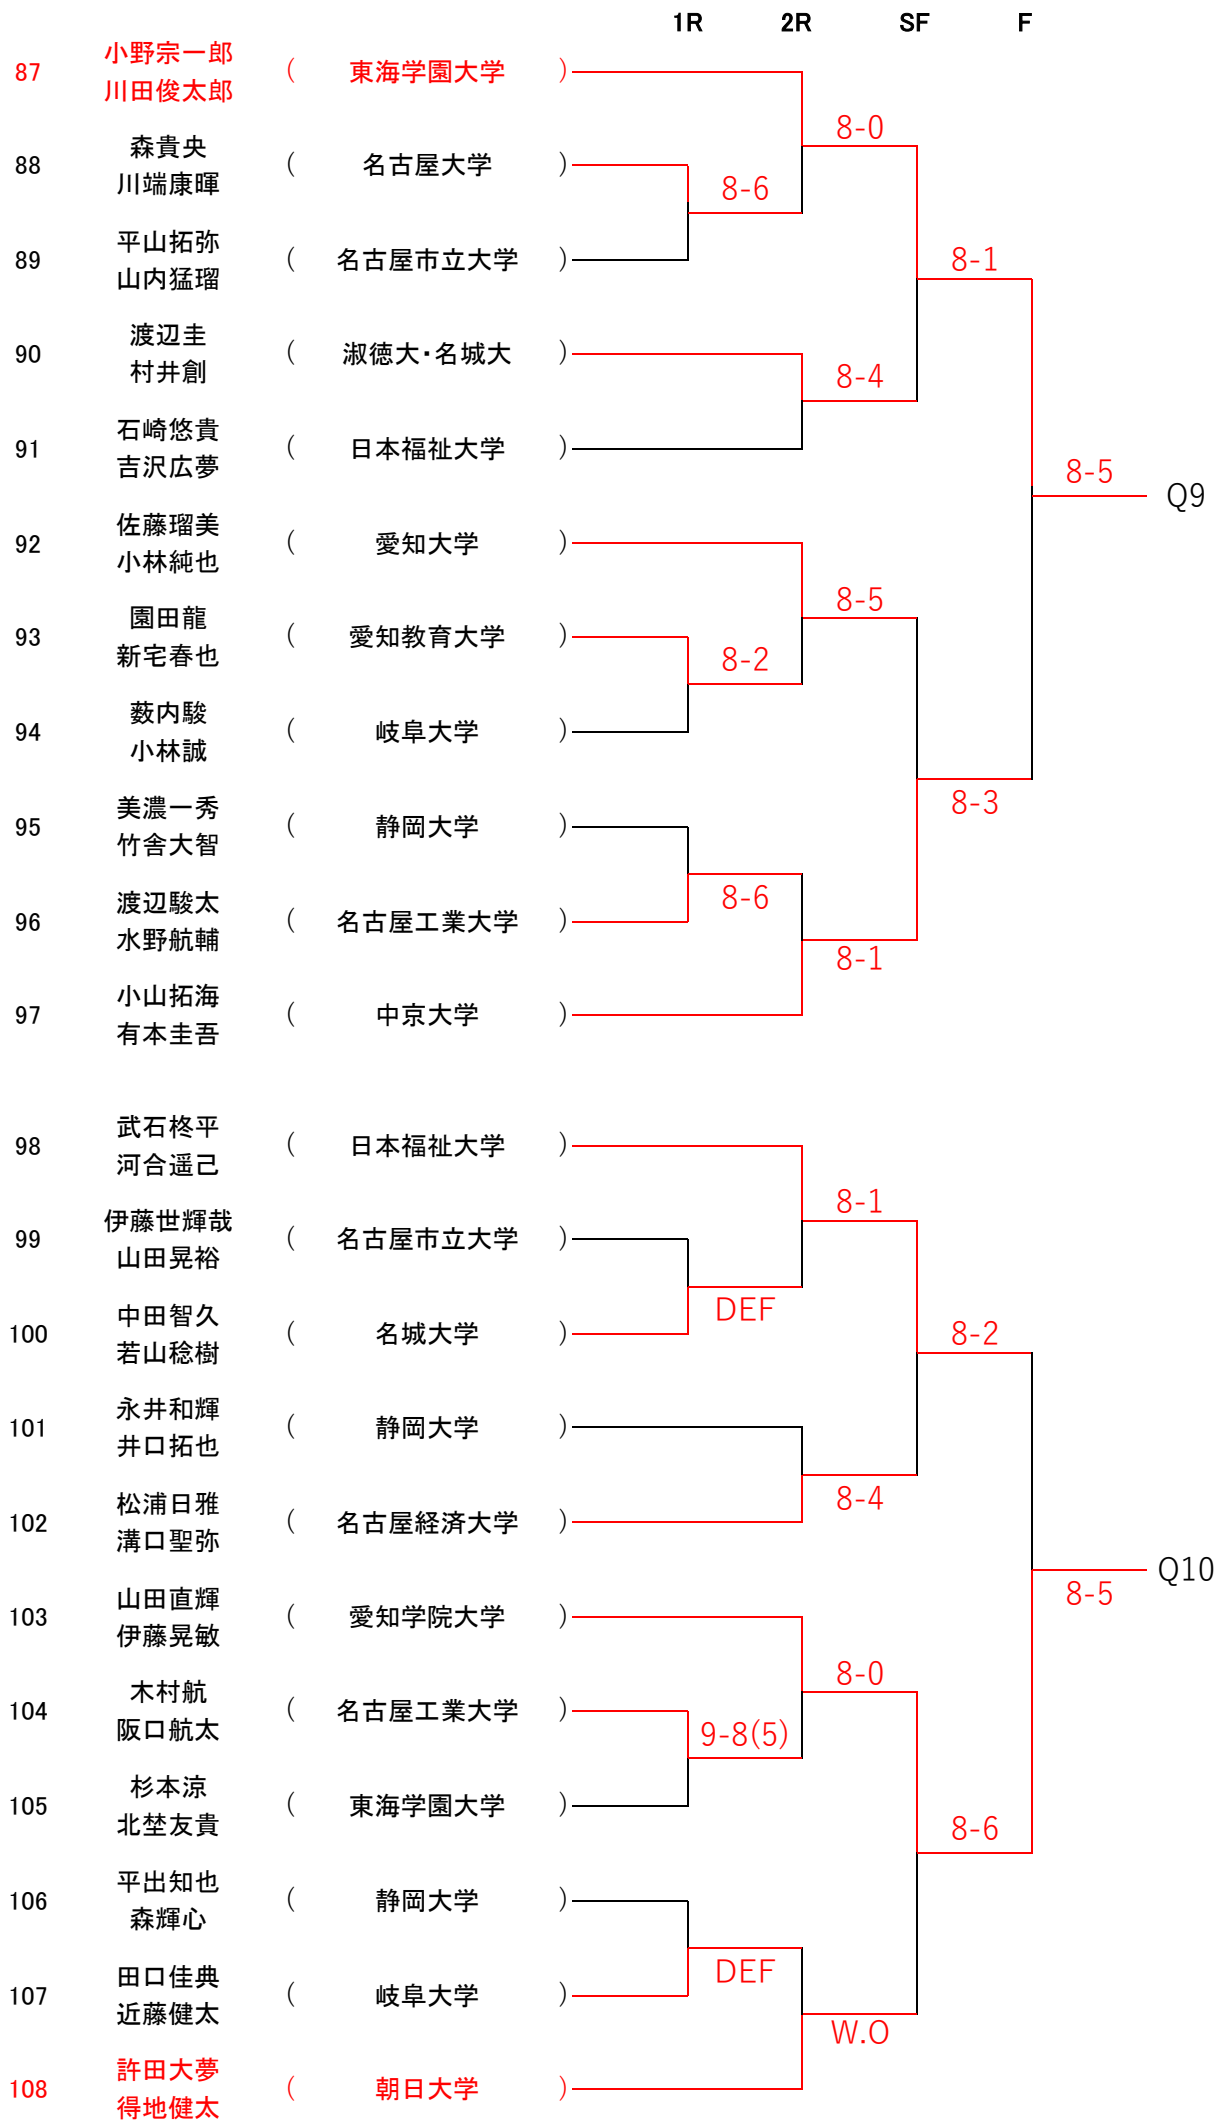 1R 2R SF F
小野宗一郎
87 ( 東海学園大学 )
川田俊太郎
8-0
森貴央
88 ( 名古屋大学 )
川端康暉
8-6
平山拓弥
89 ( 名古屋市立大学 )
山内猛瑠
8-1
渡辺圭
90 ( 淑徳大・名城大 )
村井創
8-4
石崎悠貴
91 ( 日本福祉大学 )
吉沢広夢
8-5
Q9
佐藤瑠美
92 ( 愛知大学 )
小林純也
8-5
園田龍
93 ( 愛知教育大学 )
新宅春也
8-2
薮内駿
94 ( 岐阜大学 )
小林誠
美濃一秀
8-3
95 ( 静岡大学 )
竹舎大智
8-6
渡辺駿太
96 ( 名古屋工業大学 )
水野航輔
8-1
小山拓海
97 ( 中京大学 )
有本圭吾
武石柊平
98 ( 日本福祉大学 )
河合遥己
8-1
伊藤世輝哉
99 ( 名古屋市立大学 )
山田晃裕
DEF
中田智久
100 ( 名城大学 )
若山稔樹
8-2
永井和輝
101 ( 静岡大学 )
井口拓也
8-4
松浦日雅
102 ( 名古屋経済大学 )
溝口聖弥
Q10
8-5
山田直輝
103 ( 愛知学院大学 )
伊藤晃敏
8-0
木村航
104 ( 名古屋工業大学 )
阪口航太
9-8(5)
杉本涼
105 ( 東海学園大学 )
北埜友貴
8-6
平出知也
106 ( 静岡大学 )
森輝心
DEF
田口佳典
107 ( 岐阜大学 )
近藤健太
W.O
許田大夢
108 ( 朝日大学 )
得地健太